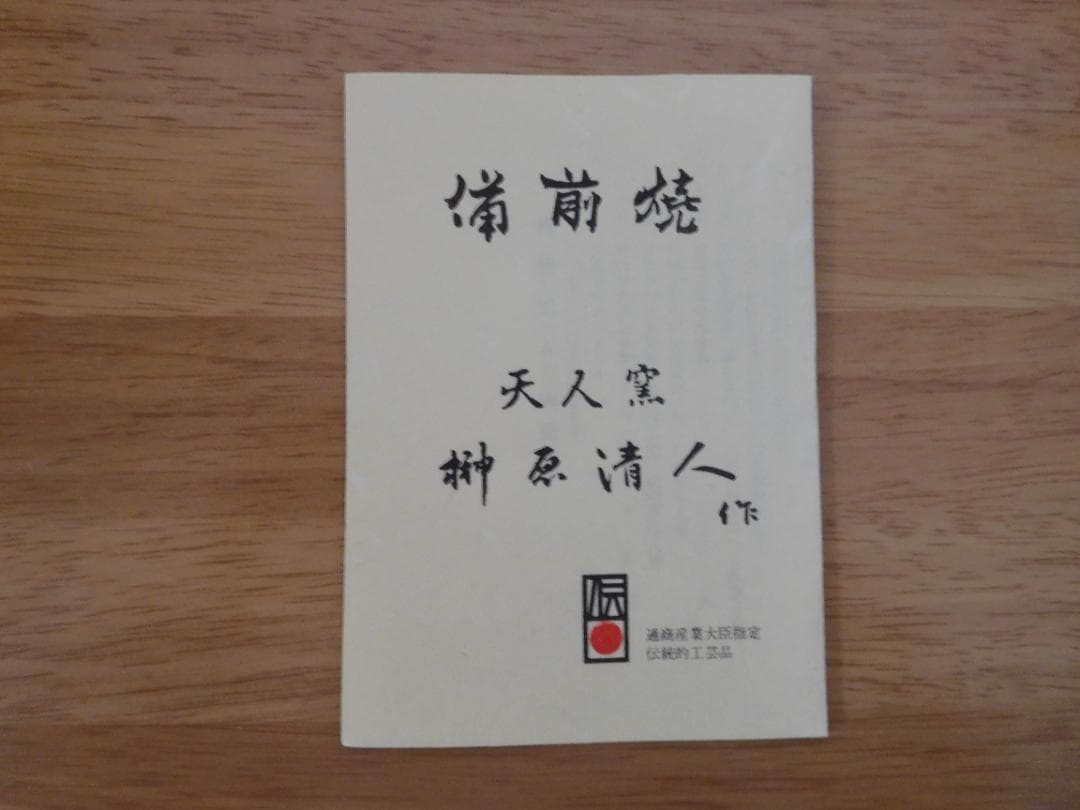 備前焼
天人窯
榊原清人
作
伝
通商産業大臣指定
伝統的工芸品